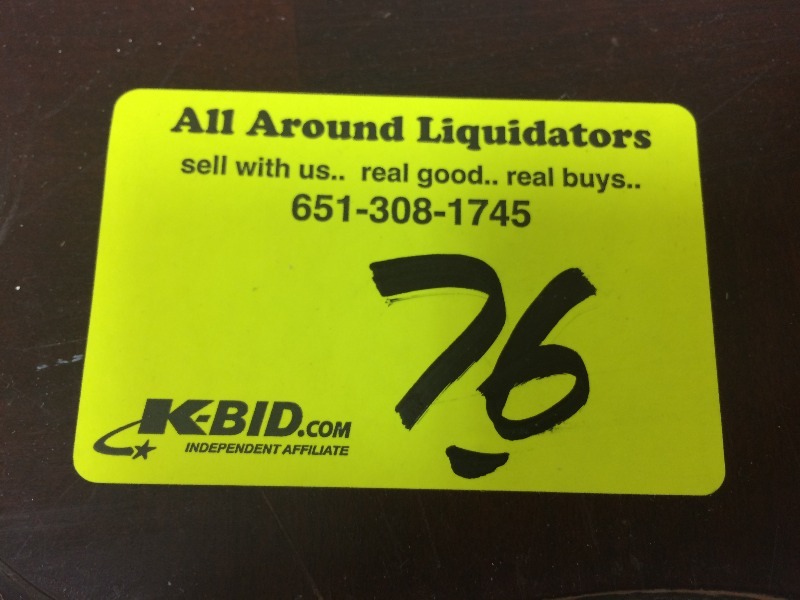 All Around Liquidators
sell with us.. real good.. real buys..
651-308-1745
76
K-BID.COM
INDEPENDENT AFFILIATE